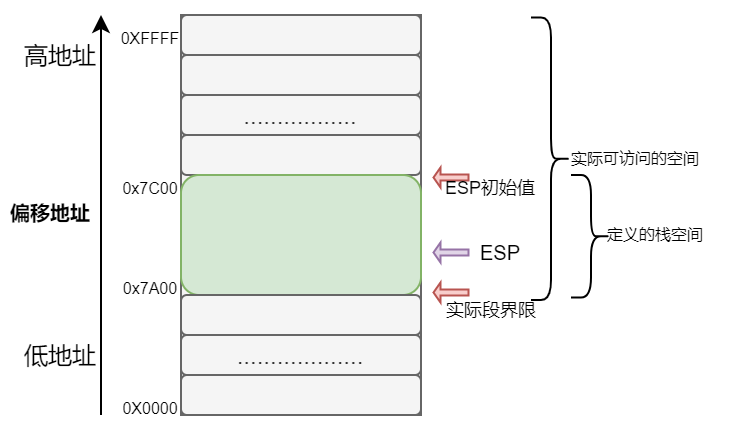 0XFFFF
高地址
.................
实际可访问的空间
ESP初始值
0x7C00
偏移地址
定义的栈空间
ESP
0x7A00
实际段界限
低地址
...................
0X0000